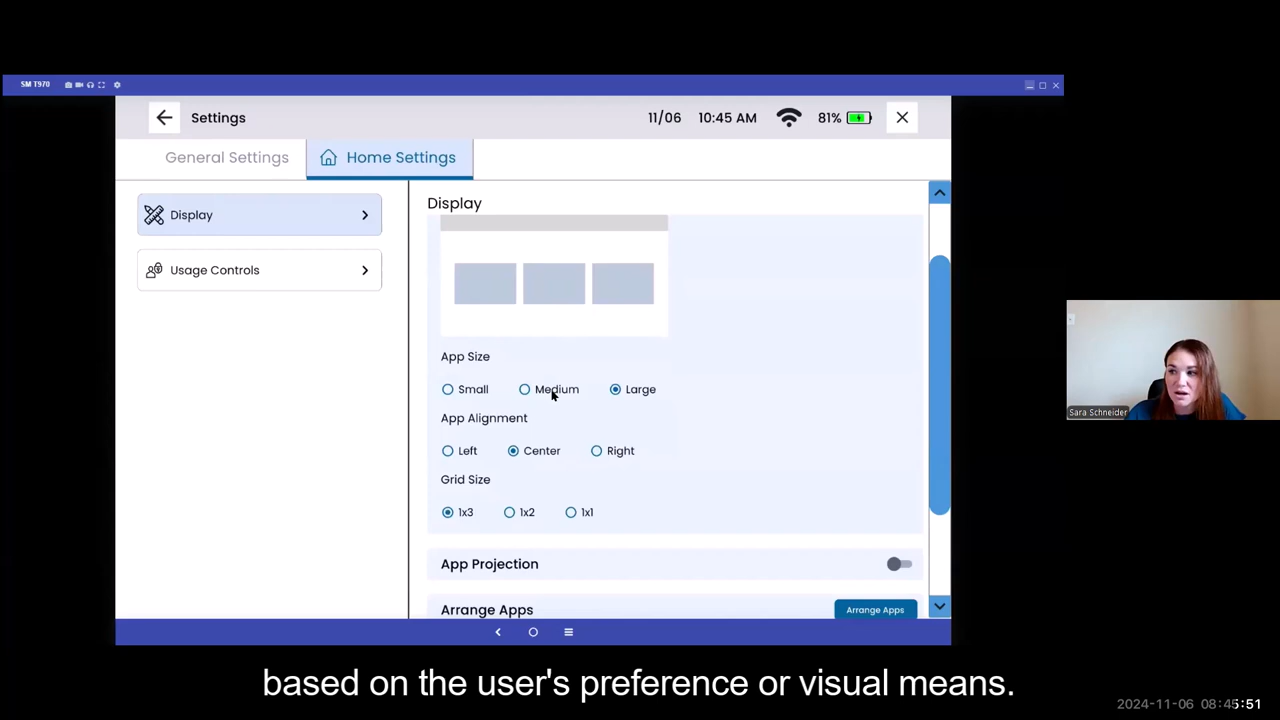 SM T970
Settings
11/06 10:45 AM 81%
General Settings
Home Settings
Display
Usage Controls
Display
App Size
Small Medium Large
App Alignment
Left Center Right
Grid Size
1x3 1x2 1x1
App Projection
Arrange Apps Arrange Apps
Sara Schneider
based on the user's preference or visual means.
2024-11-06 08:45:51